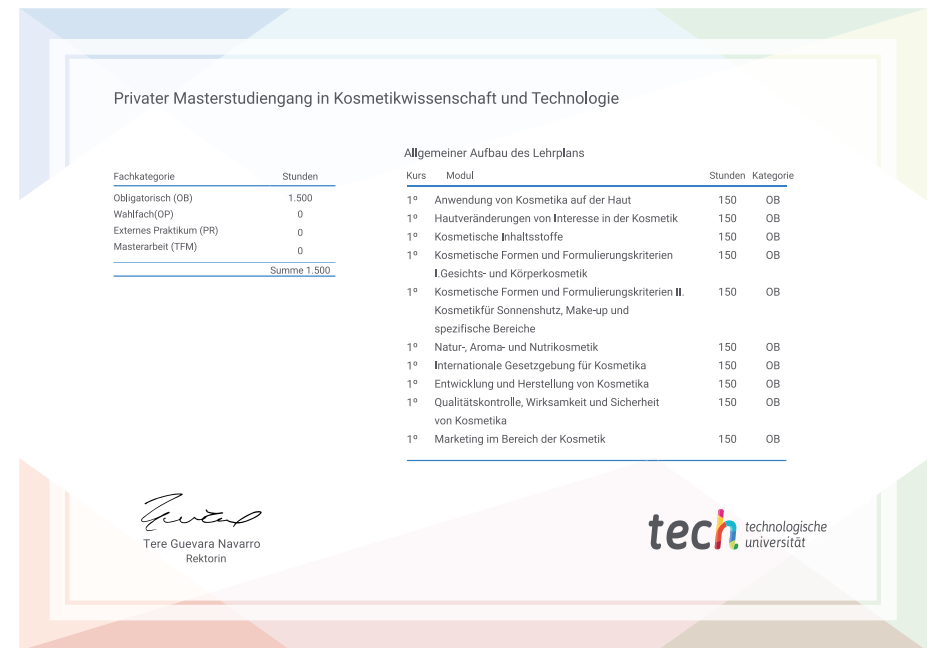 Privater Masterstudiengang in Kosmetikwissenschaft und Technologie
Fachkategorie Stunden
Obligatorisch (OB) 1.500
Wahlfach(OP) 0
Externes Praktikum (PR) 0
Masterarbeit (TFM) 0
Summe 1.500
Allgemeiner Aufbau des Lehrplans
Kurs Modul Stunden Kategorie
1º Anwendung von Kosmetika auf der Haut 150 OB
1º Hautveränderungen von Interesse in der Kosmetik 150 OB
1º Kosmetische Inhaltsstoffe 150 OB
1º Kosmetische Formen und Formulierungskriterien 150 OB
I.Gesichts- und Körperkosmetik
1º Kosmetische Formen und Formulierungskriterien II. 150 OB
Kosmetikfür Sonnenshutz, Make-up und
spezifische Bereiche
1º Natur-, Aroma- und Nutrikosmetik 150 OB
1º Internationale Gesetzgebung für Kosmetika 150 OB
1º Entwicklung und Herstellung von Kosmetika 150 OB
1º Qualitätskontrolle, Wirksamkeit und Sicherheit 150 OB
von Kosmetika
1º Marketing im Bereich der Kosmetik 150 OB
Tere Guevara Navarro
Rektorin
tech technologische
universität